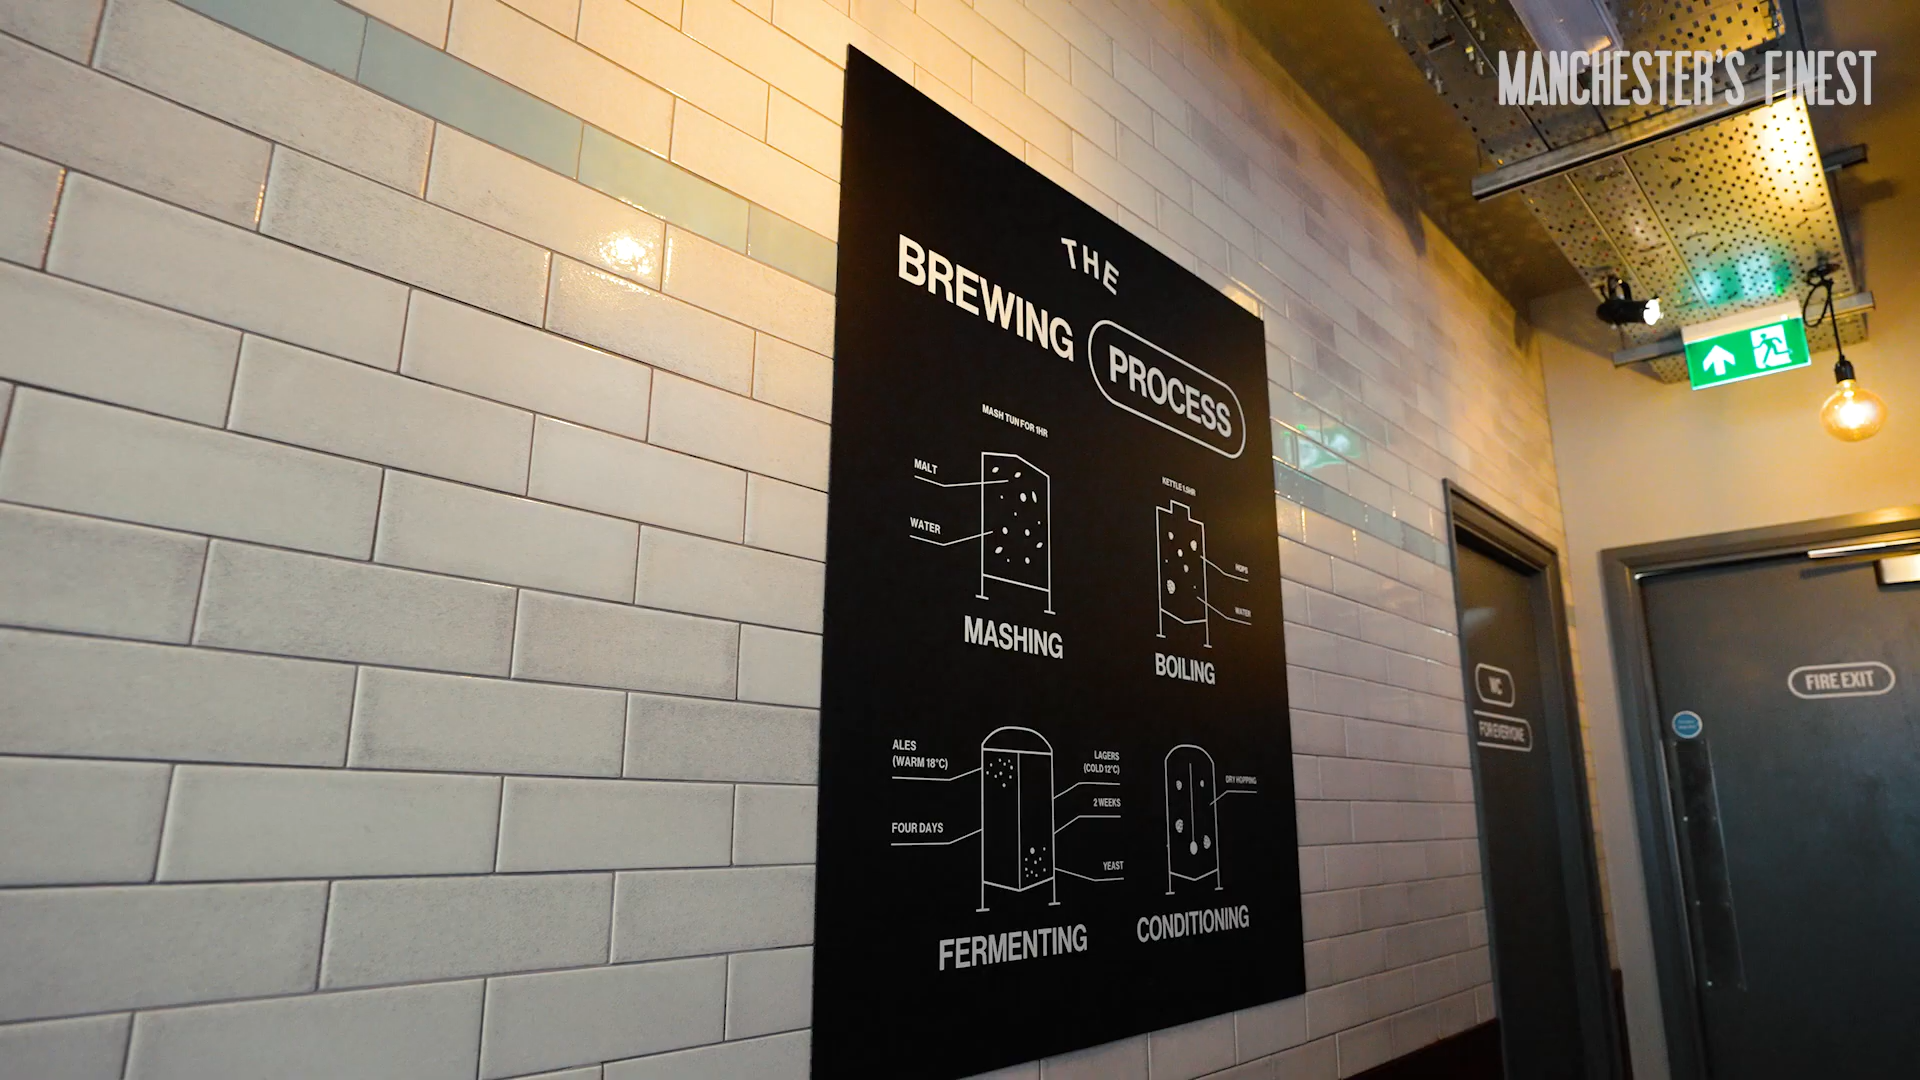 MANCHESTER'S FINEST
THE
BREWING PROCESS
MASH TUN FOR 1HR
MALT
WATER
MASHING
KETTLE 1.5HR
HOPS
WATER
BOILING
ALES
(WARM 18°C)
FOUR DAYS
LAGERS
(COLD 12°C)
2 WEEKS
YEAST
FERMENTING
DRY HOPPING
CONDITIONING
WC
FOR EVERYONE
FIRE EXIT